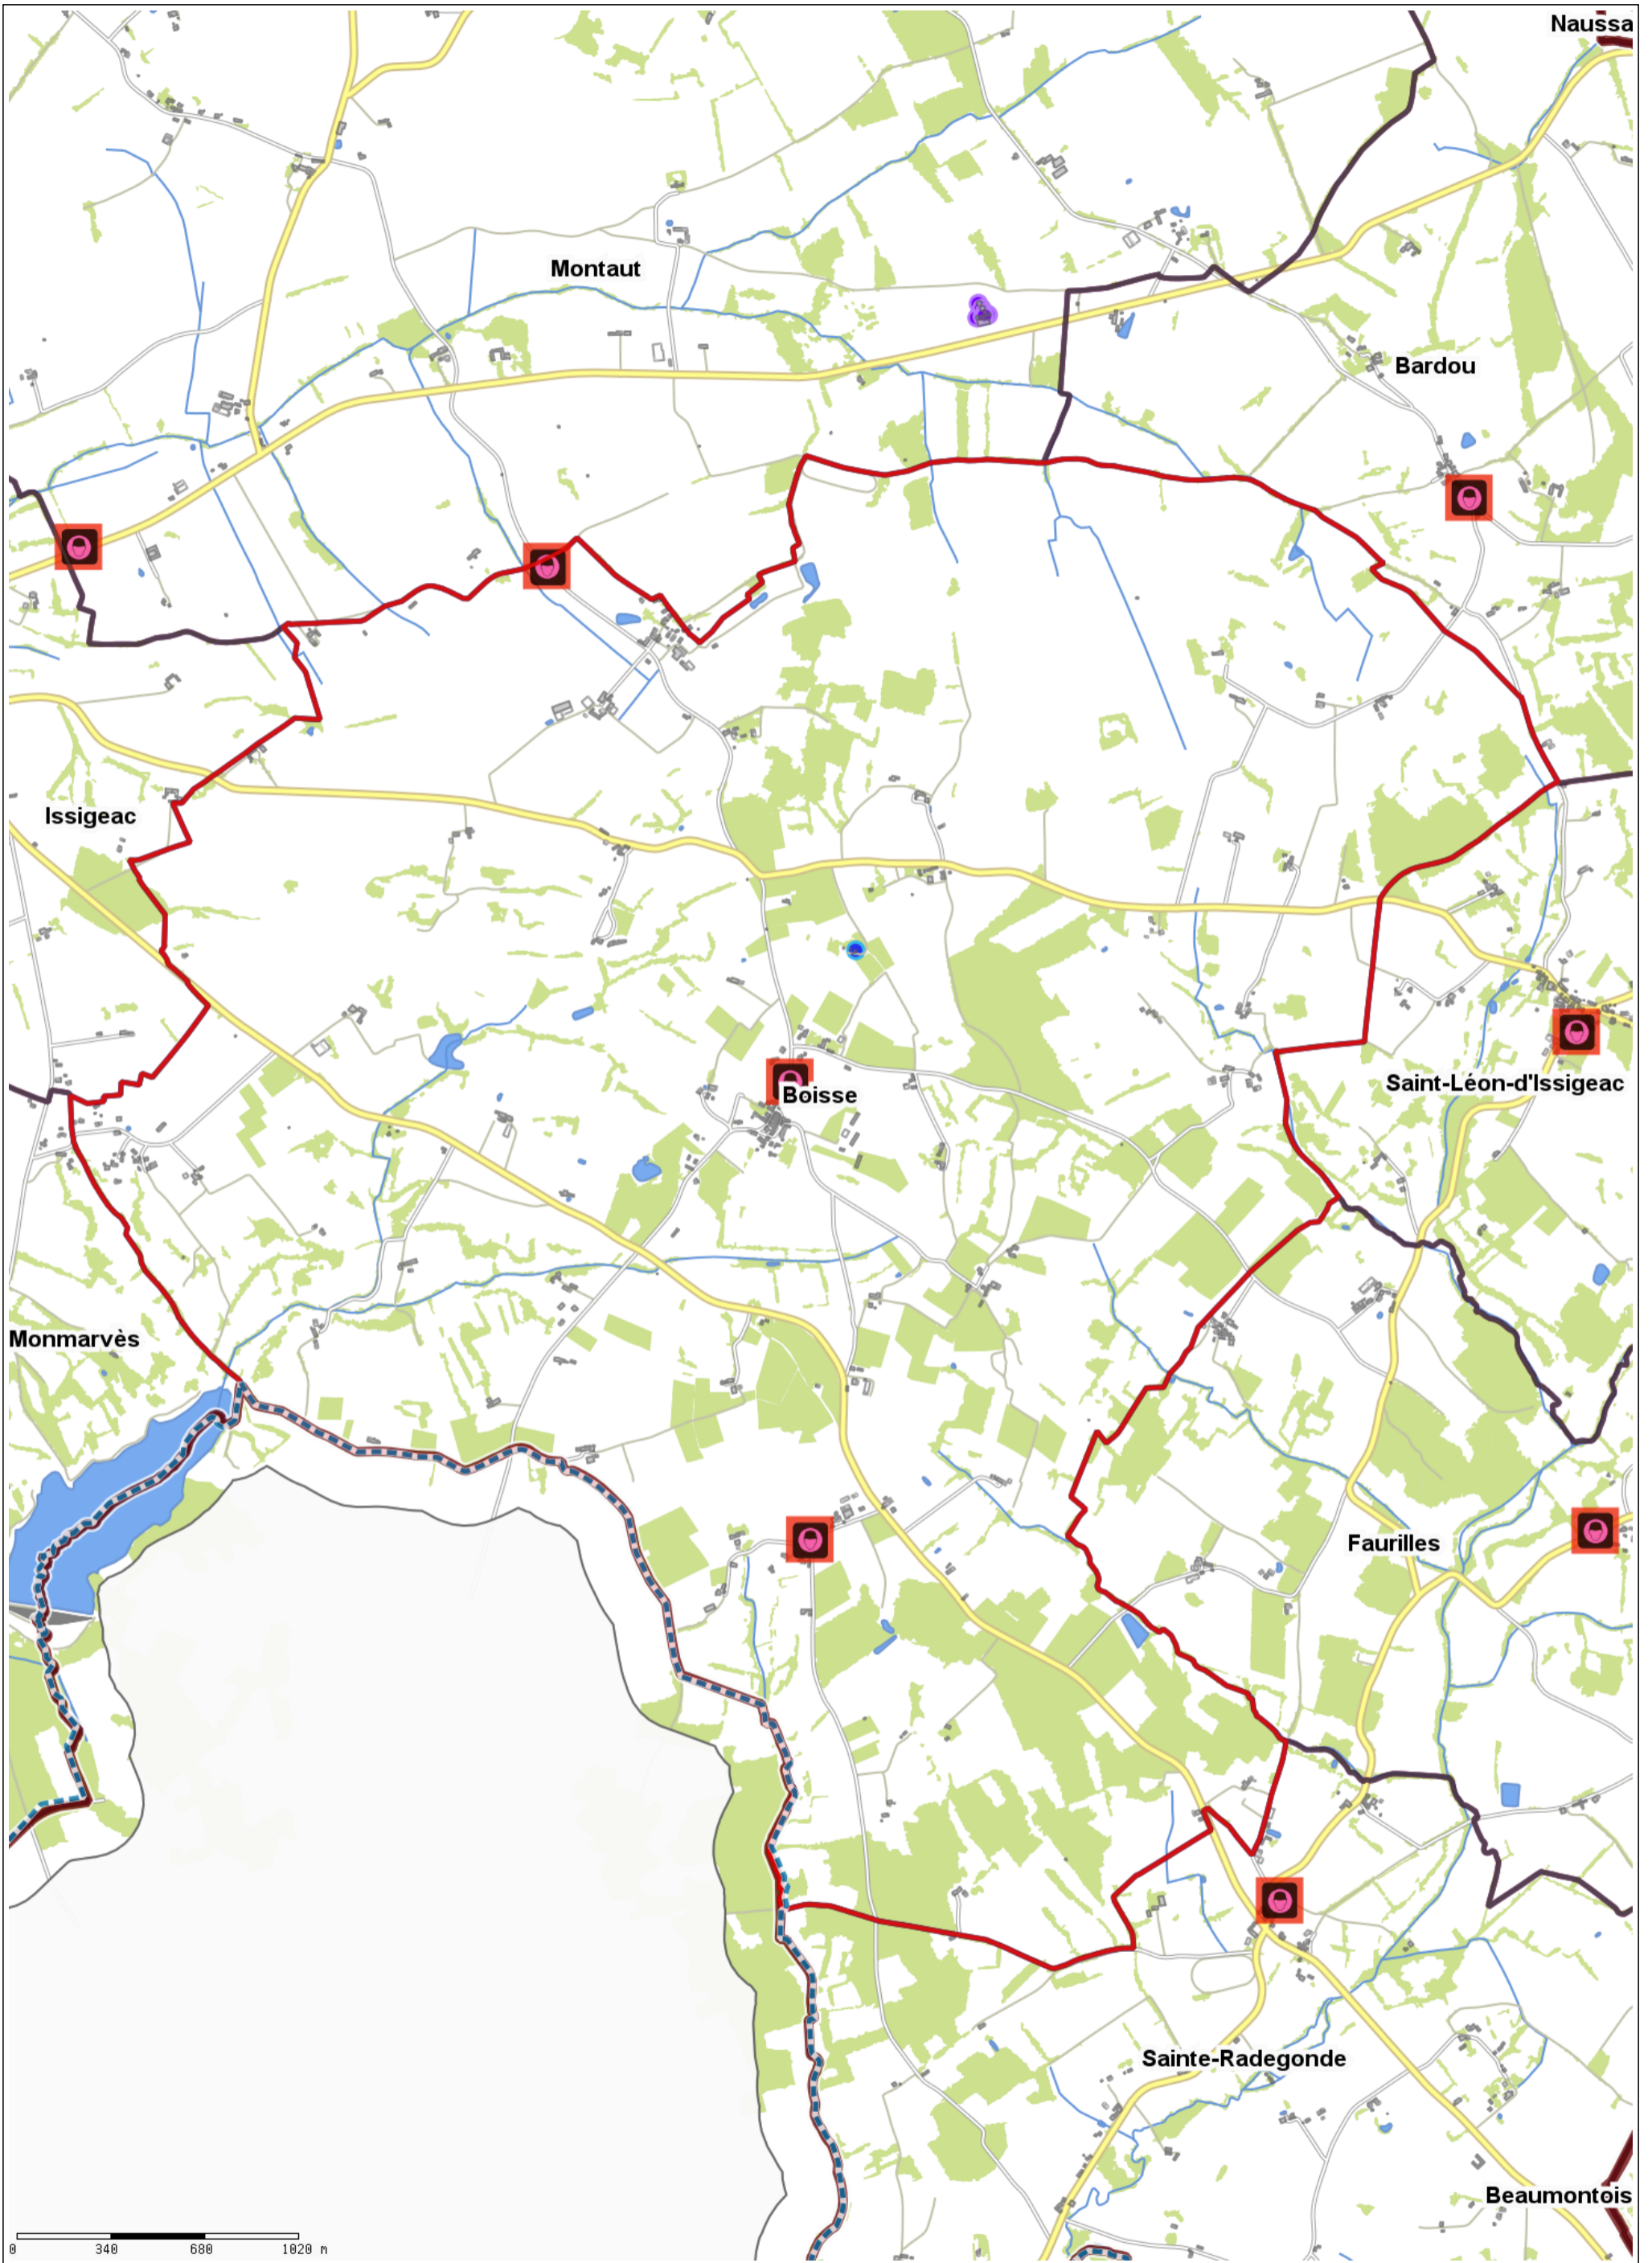 Naussa
Montaut
Bardou
Issigeac
Saint-Léon-d'Issigeac
Boisse
Monmarvès
Faurilles
Sainte-Radegonde
Beaumontois
0 340 680 1020 m